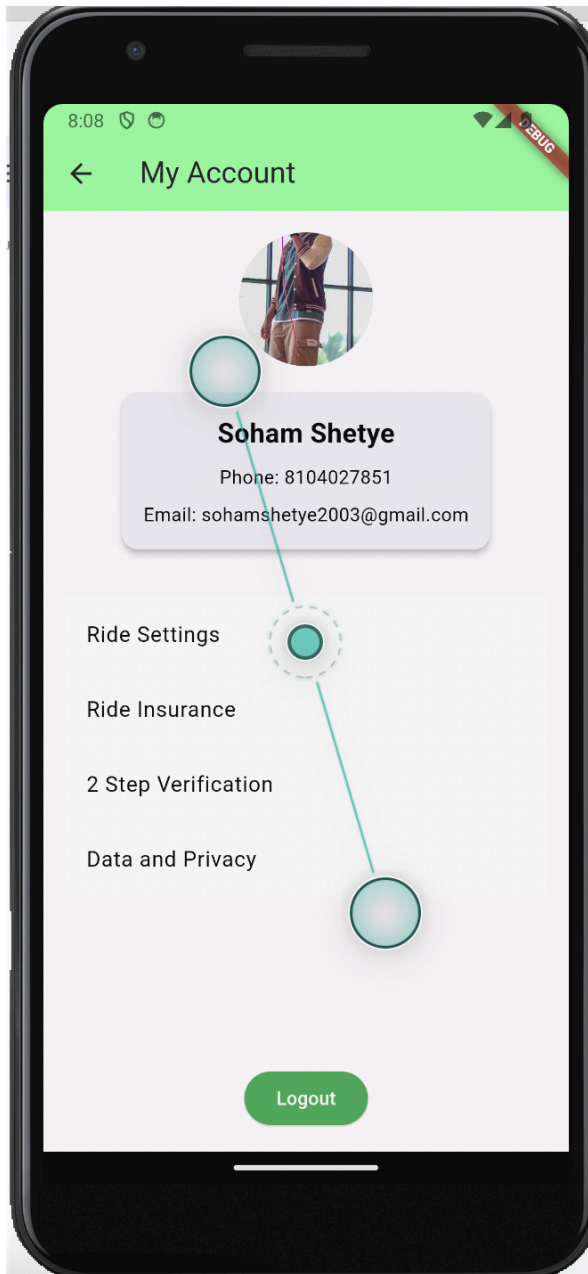 8:08
DEBUG
My Account
Soham Shetye
Phone: 8104027851
Email: sohamshetye2003@gmail.com
Ride Settings
Ride Insurance
2 Step Verification
Data and Privacy
Logout